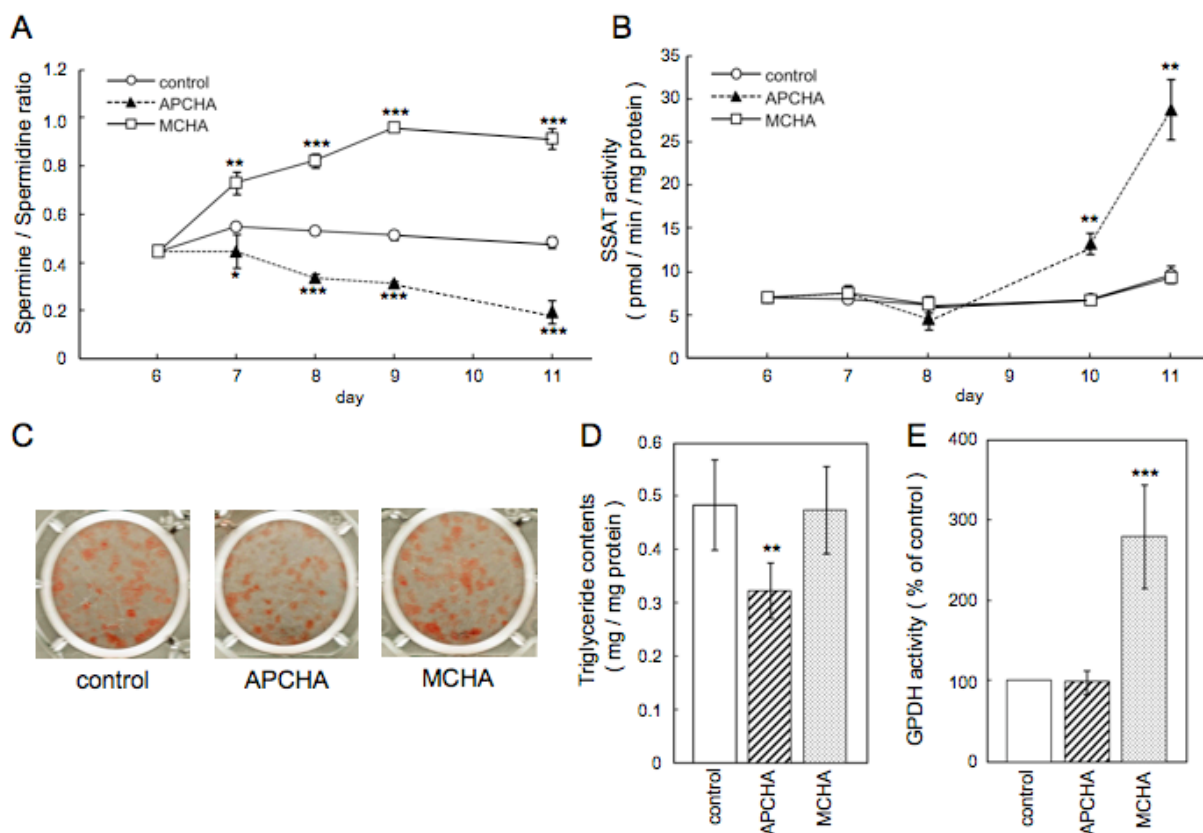 A
Spermine / Spermidine ratio
1.2
1.0
0.8
0.6
0.4
0.2
0
control
APCHA
MCHA
**
***
***
***
*
***
***
***
6
7
8
9
10
11
day
B
SSAT activity
( pmol / min / mg protein )
35
30
25
20
15
10
5
0
control
APCHA
MCHA
**
**
6
7
8
9
10
11
day
C
control
APCHA
MCHA
D
Triglyceride contents
( mg / mg protein )
0.6
0.5
0.4
0.3
0.2
0.1
0
**
control
APCHA
MCHA
E
GPDH activity ( % of control )
400
300
200
100
0
***
control
APCHA
MCHA